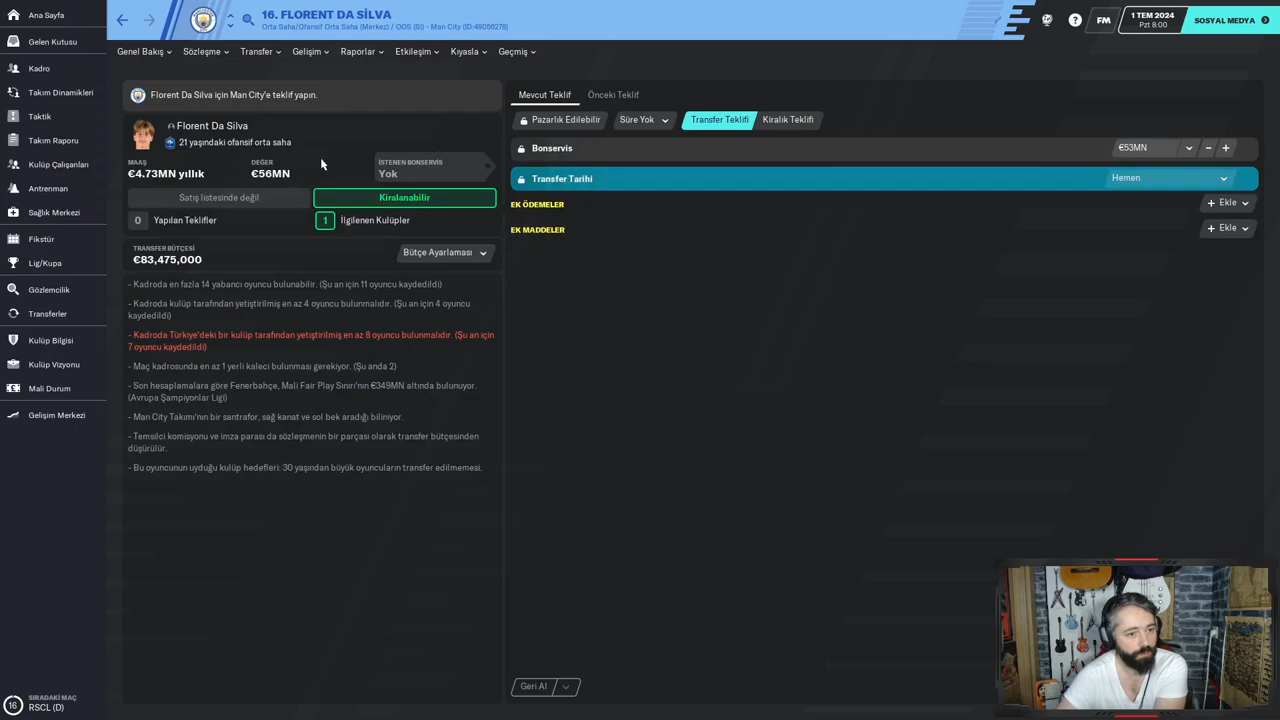 16. FLORENT DA SİLVA
Orta Saha/Ofansif Orta Saha (Merkez) / OOS (Sl) - Man City (ID:49056278)
FM
1 TEM 2024
Pzt 8:00
SOSYAL MEDYA
Ana Sayfa
Gelen Kutusu
Kadro
Takım Dinamikleri
Taktik
Takım Raporu
Kulüp Çalışanları
Antrenman
Sağlık Merkezi
Fikstür
Lig/Kupa
Gözlemcilik
Transferler
Kulüp Bilgisi
Kulüp Vizyonu
Mali Durum
Gelişim Merkezi
16
SIRADAKİ MAÇ
RSCL (D)
Genel Bakış
Sözleşme
Transfer
Gelişim
Raporlar
Etkileşim
Kıyasla
Geçmiş
Florent Da Silva için Man City'e teklif yapın.
Florent Da Silva
21 yaşındaki ofansif orta saha
MAAŞ
€4.73MN yıllık
DEĞER
€56MN
İSTENEN BONSERVİS
Yok
Satış listesinde değil
Kiralanabilir
0 Yapılan Teklifler
1 İlgilenen Kulüpler
TRANSFER BÜTÇESİ
€83,475,000
Bütçe Ayarlaması
- Kadroda en fazla 14 yabancı oyuncu bulunabilir. (Şu an için 11 oyuncu kaydedildi)
- Kadroda kulüp tarafından yetiştirilmiş en az 4 oyuncu bulunmalıdır. (Şu an için 4 oyuncu
kaydedildi)
- Kadroda Türkiye'deki bir kulüp tarafından yetiştirilmiş en az 8 oyuncu bulunmalıdır. (Şu an için
7 oyuncu kaydedildi)
- Maç kadrosunda en az 1 yerli kaleci bulunması gerekiyor. (Şu anda 2)
- Son hesaplamalara göre Fenerbahçe, Mali Fair Play Sınırı'nın €349MN altında bulunuyor.
(Avrupa Şampiyonlar Ligi)
- Man City Takımı'nın bir santrafor, sağ kanat ve sol bek aradığı biliniyor.
- Temsilci komisyonu ve imza parası da sözleşmenin bir parçası olarak transfer bütçesinden
düşürülür.
- Bu oyuncunun uyduğu kulüp hedefleri: 30 yaşından büyük oyuncuların transfer edilmemesi.
Mevcut Teklif
Önceki Teklif
Pazarlık Edilebilir
Süre Yok
Transfer Teklifi
Kiralık Teklifi
Bonservis
€53MN
Transfer Tarihi
Hemen
EK ÖDEMELER
Ekle
EK MADDELER
Ekle
Geri Al